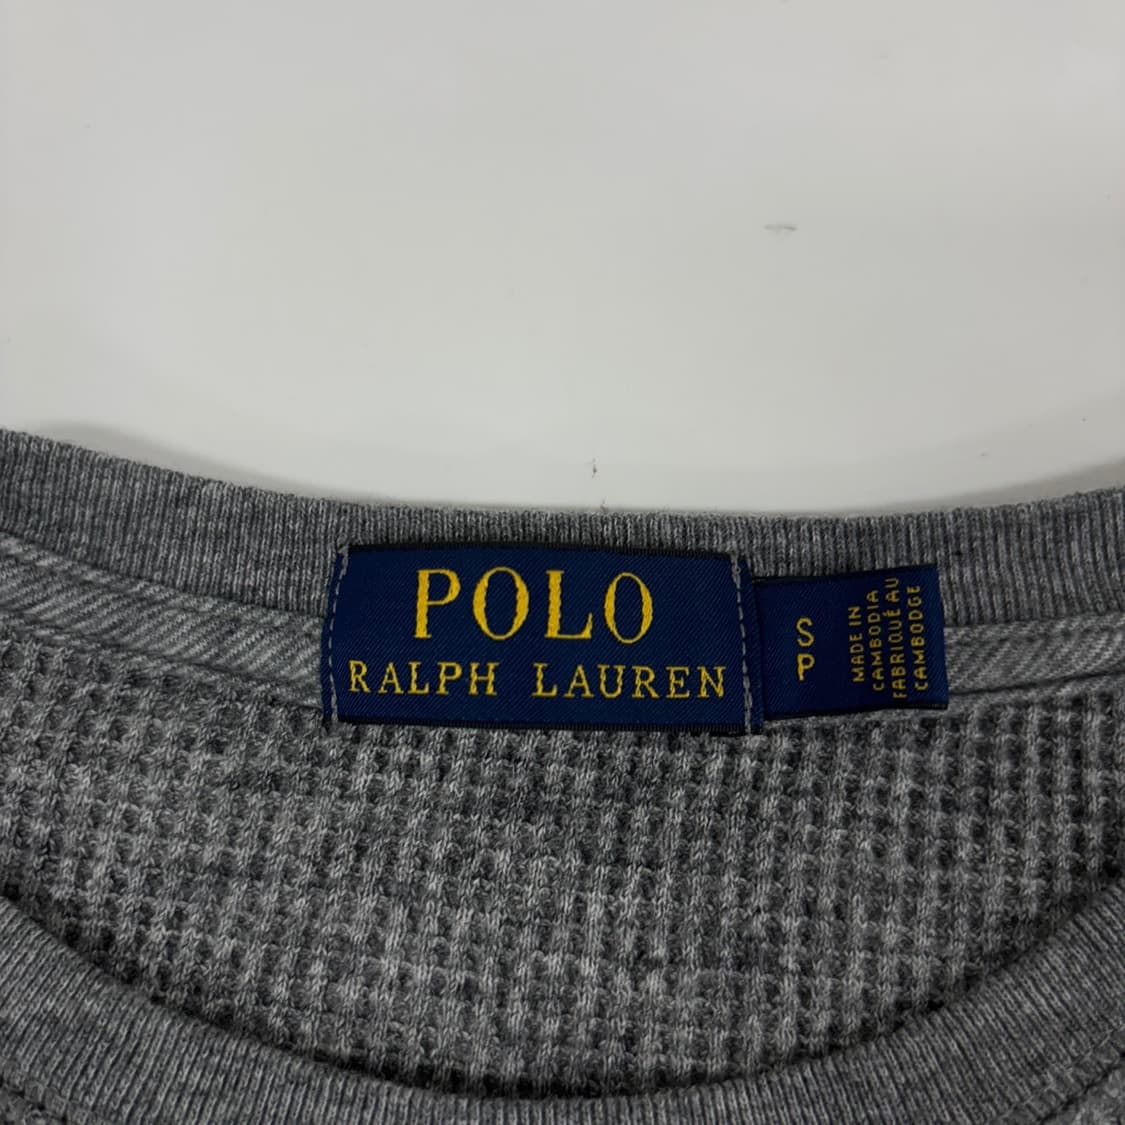 POLO
RALPH LAUREN
S
P
MADE IN
CAMBODIA
FABRIQUÉ AU
CAMBODGE